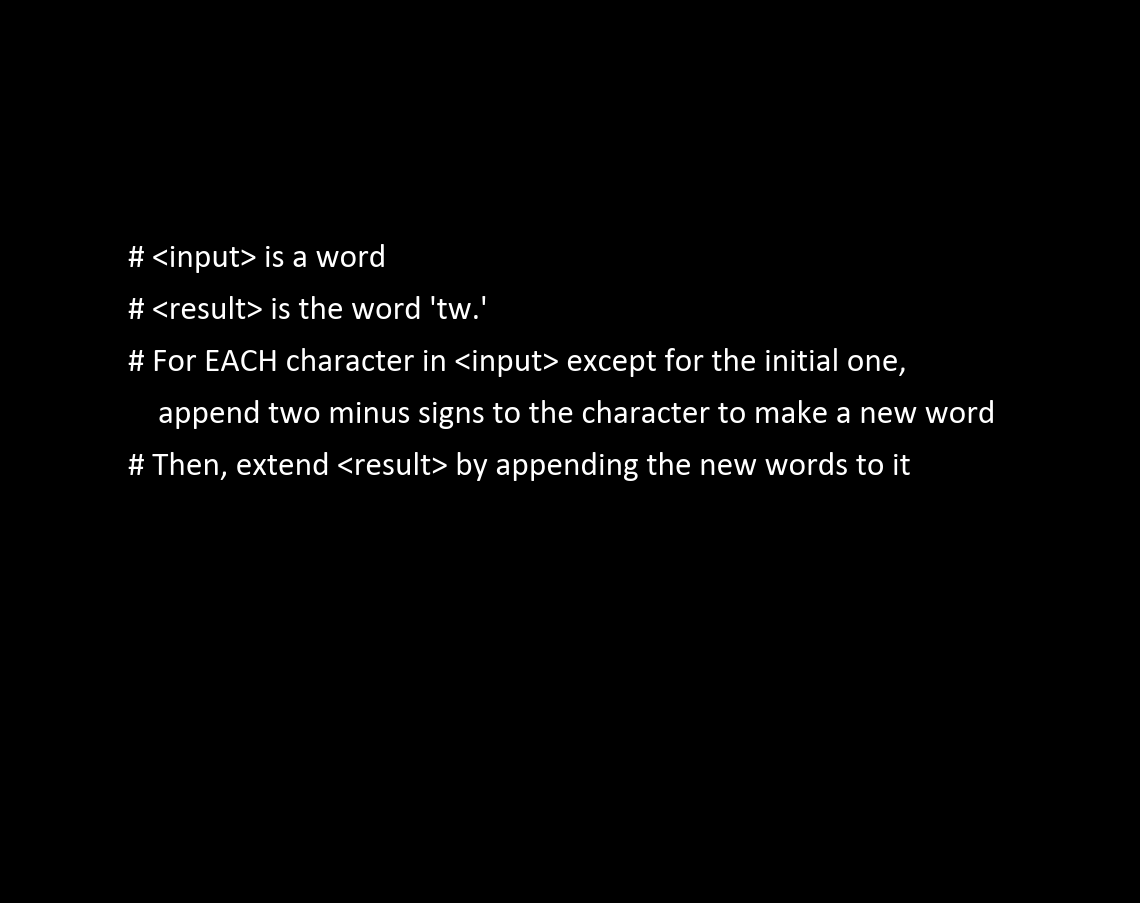 # <input> is a word
# <result> is the word 'tw.'
# For EACH character in <input> except for the initial one,
append two minus signs to the character to make a new word
# Then, extend <result> by appending the new words to it